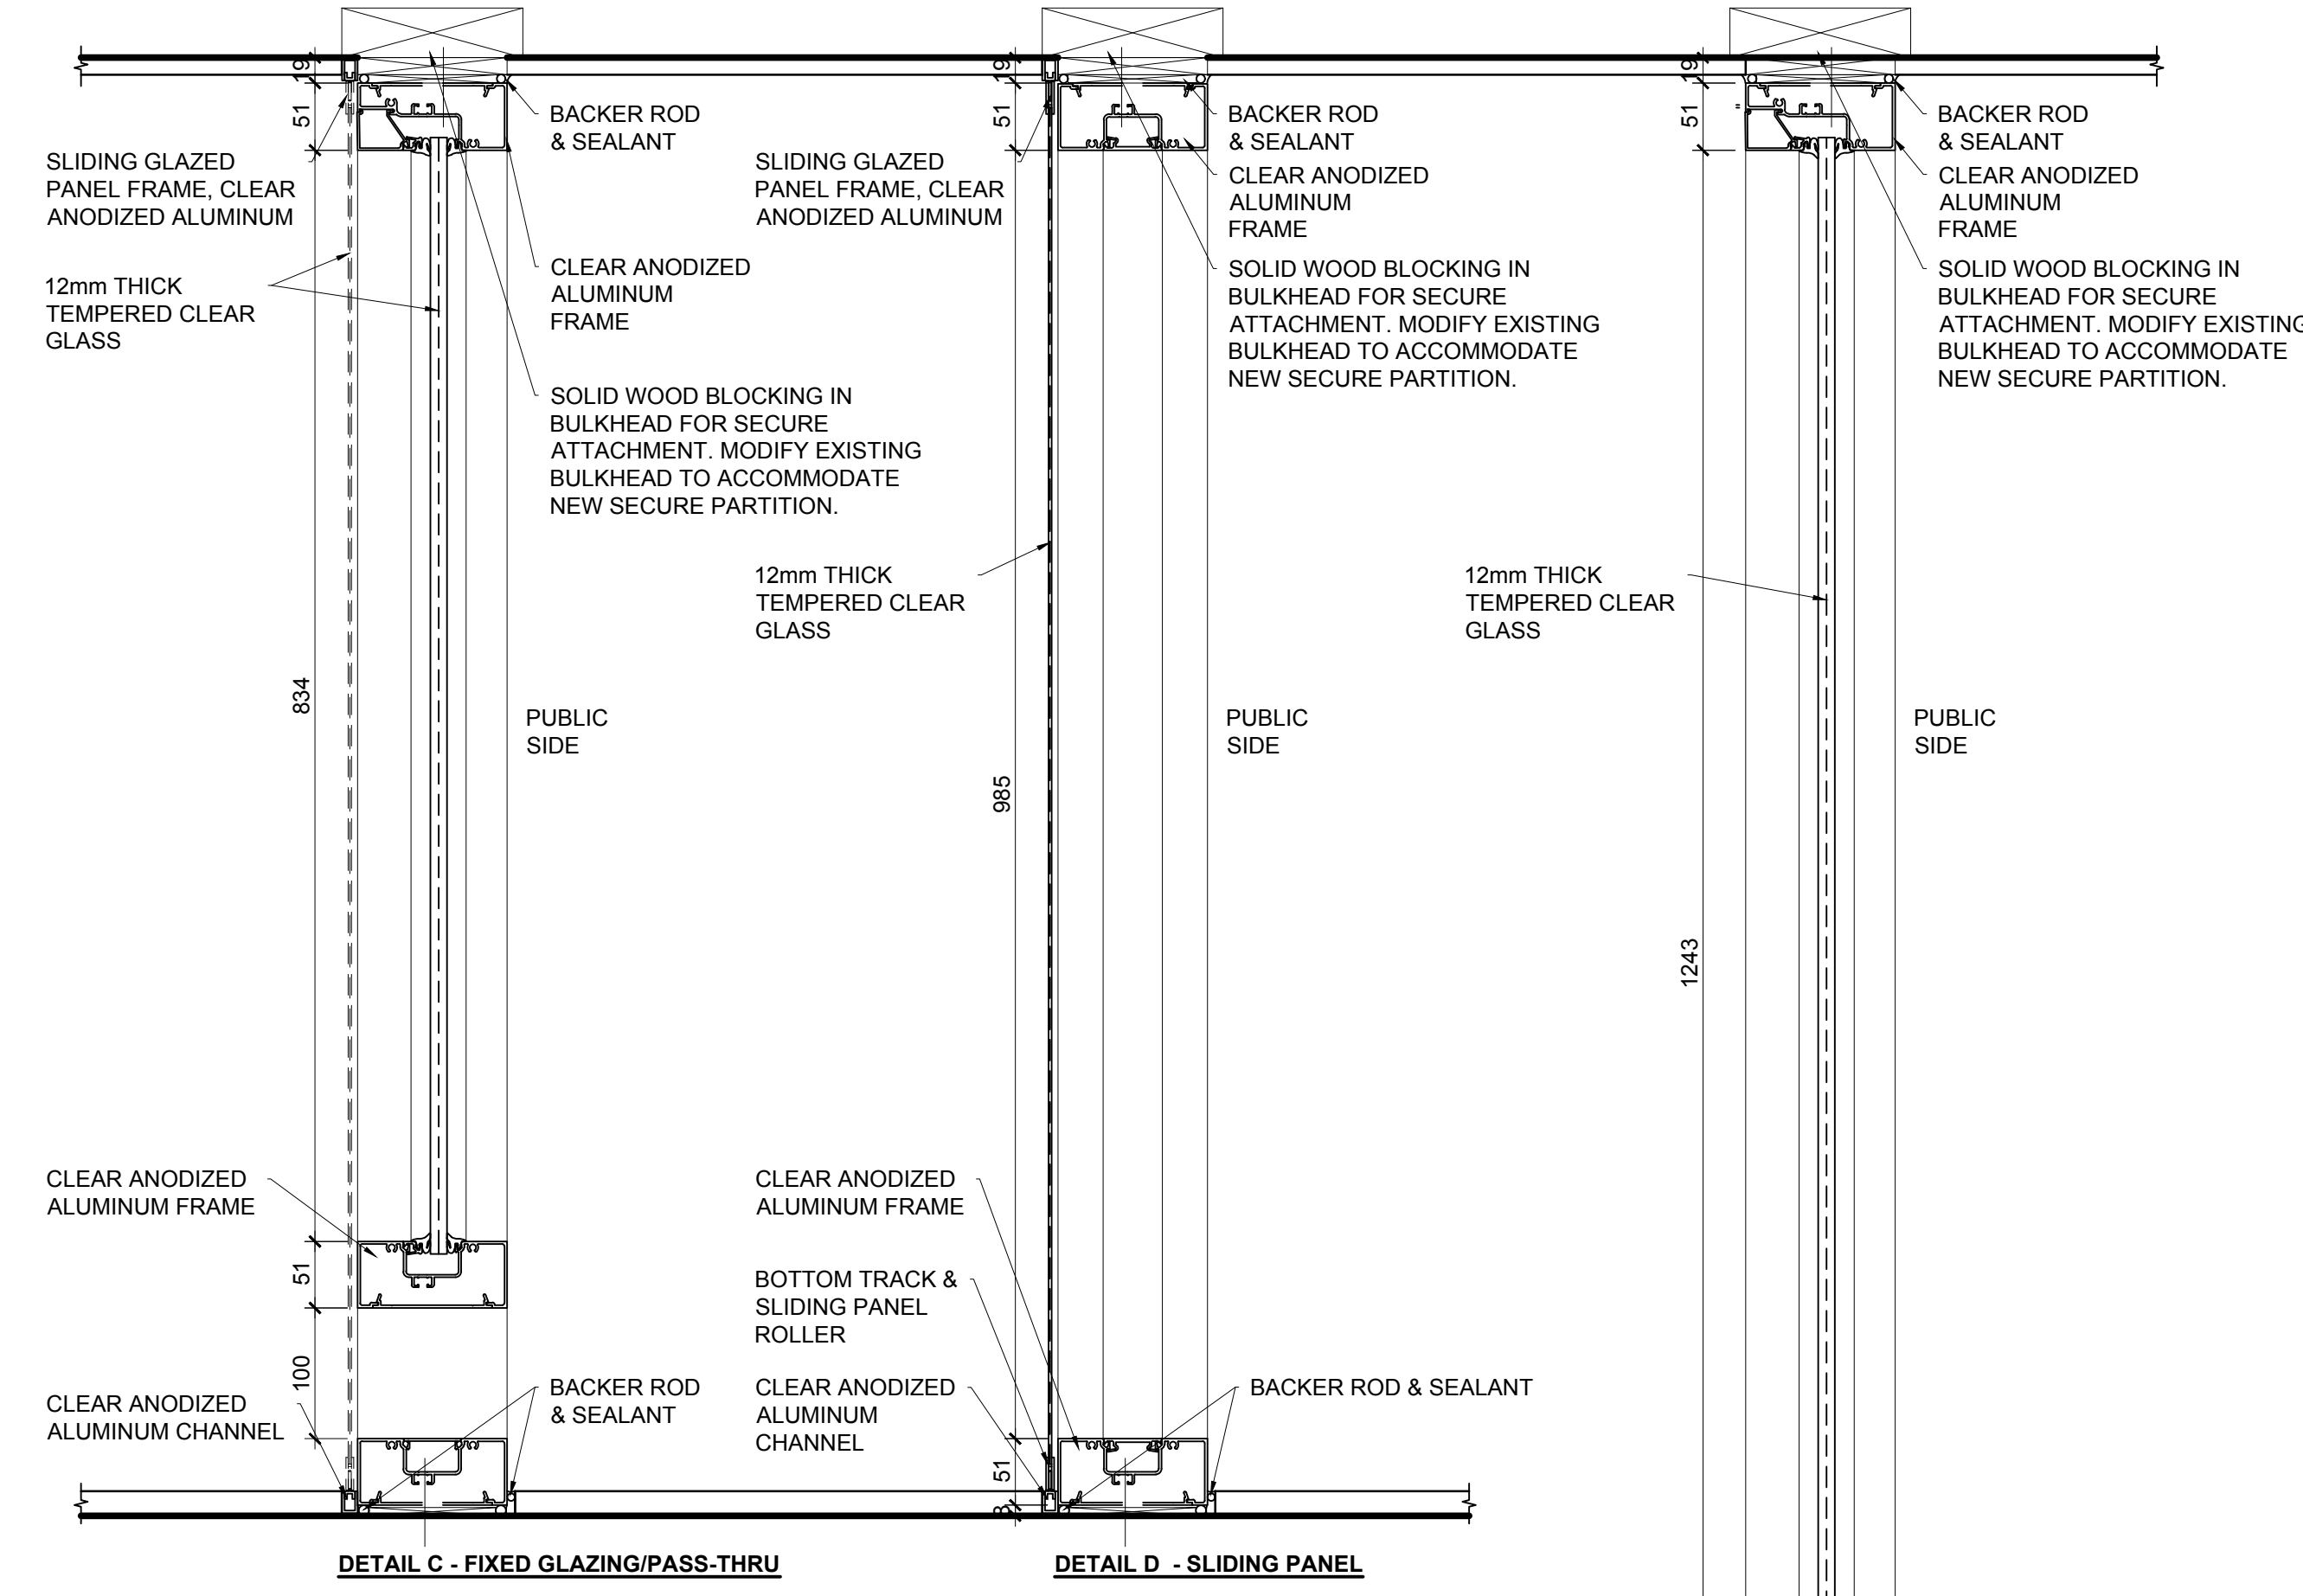 19
51
SLIDING GLAZED
PANEL FRAME, CLEAR
ANODIZED ALUMINUM
12mm THICK
TEMPERED CLEAR
GLASS
BACKER ROD
& SEALANT
CLEAR ANODIZED
ALUMINUM
FRAME
SOLID WOOD BLOCKING IN
BULKHEAD FOR SECURE
ATTACHMENT. MODIFY EXISTING
BULKHEAD TO ACCOMMODATE
NEW SECURE PARTITION.
834
PUBLIC
SIDE
CLEAR ANODIZED
ALUMINUM FRAME
51
100
CLEAR ANODIZED
ALUMINUM CHANNEL
BACKER ROD
& SEALANT
DETAIL C - FIXED GLAZING/PASS-THRU
19
51
SLIDING GLAZED
PANEL FRAME, CLEAR
ANODIZED ALUMINUM
BACKER ROD
& SEALANT
CLEAR ANODIZED
ALUMINUM
FRAME
SOLID WOOD BLOCKING IN
BULKHEAD FOR SECURE
ATTACHMENT. MODIFY EXISTING
BULKHEAD TO ACCOMMODATE
NEW SECURE PARTITION.
12mm THICK
TEMPERED CLEAR
GLASS
985
PUBLIC
SIDE
CLEAR ANODIZED
ALUMINUM FRAME
BOTTOM TRACK &
SLIDING PANEL
ROLLER
CLEAR ANODIZED
ALUMINUM
CHANNEL
BACKER ROD & SEALANT
51
DETAIL D - SLIDING PANEL
19
51
BACKER ROD
& SEALANT
CLEAR ANODIZED
ALUMINUM
FRAME
SOLID WOOD BLOCKING IN
BULKHEAD FOR SECURE
ATTACHMENT. MODIFY EXISTING
BULKHEAD TO ACCOMMODATE
NEW SECURE PARTITION.
12mm THICK
TEMPERED CLEAR
GLASS
PUBLIC
SIDE
1243